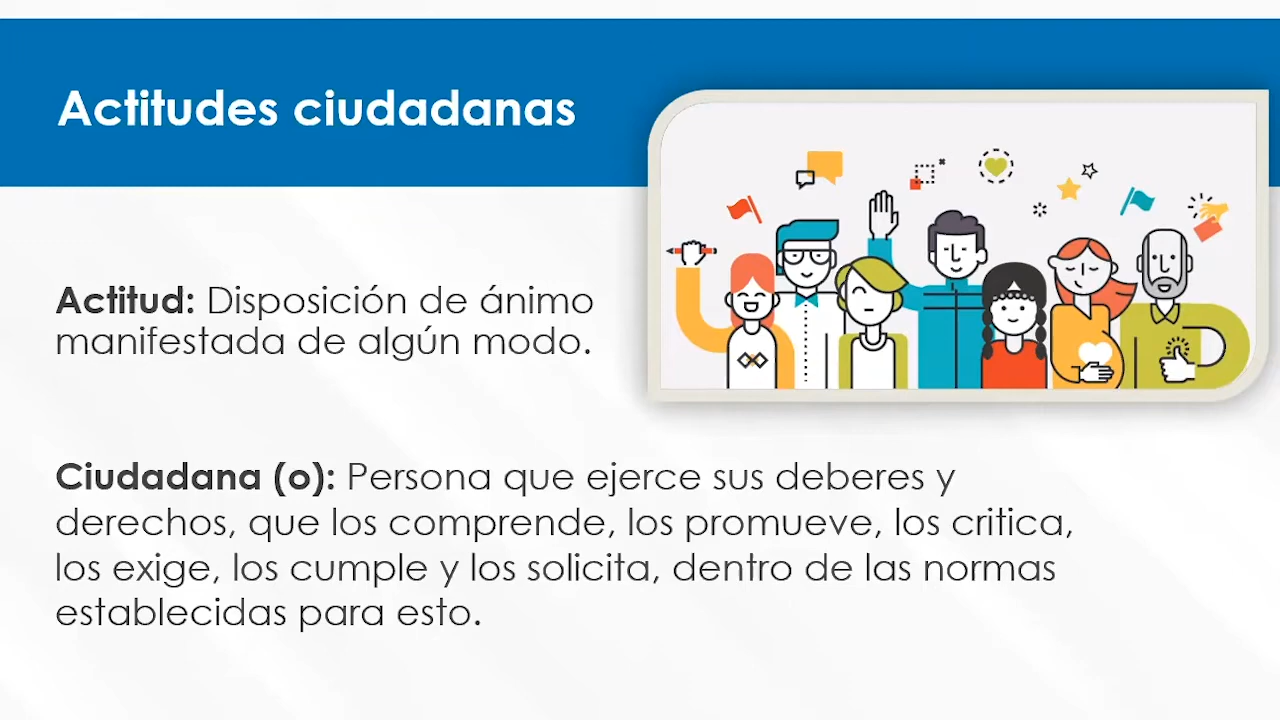 Actitudes ciudadanas
Actitud: Disposición de ánimo
manifestada de algún modo.
Ciudadana (o): Persona que ejerce sus deberes y
derechos, que los comprende, los promueve, los critica,
los exige, los cumple y los solicita, dentro de las normas
establecidas para esto.